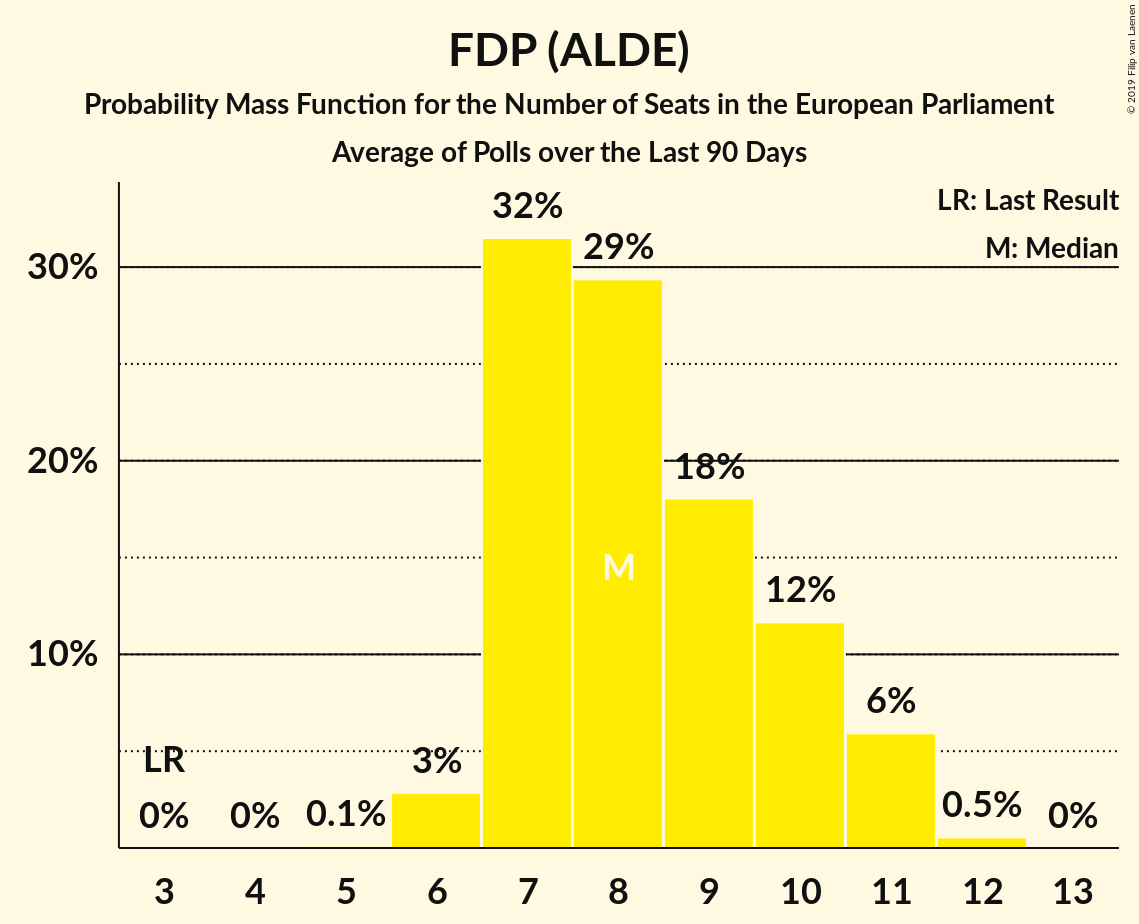 FDP (ALDE)
Probability Mass Function for the Number of Seats in the European Parliament
Average of Polls over the Last 90 Days
© 2019 Filip van Laenen
LR: Last Result
M: Median
32%
29%
30%
18%
20%
M
12%
10%
6%
LR
3%
0%
0%
0.1%
0.5%
0%
3 4 5 6 7 8 9 10 11 12 13